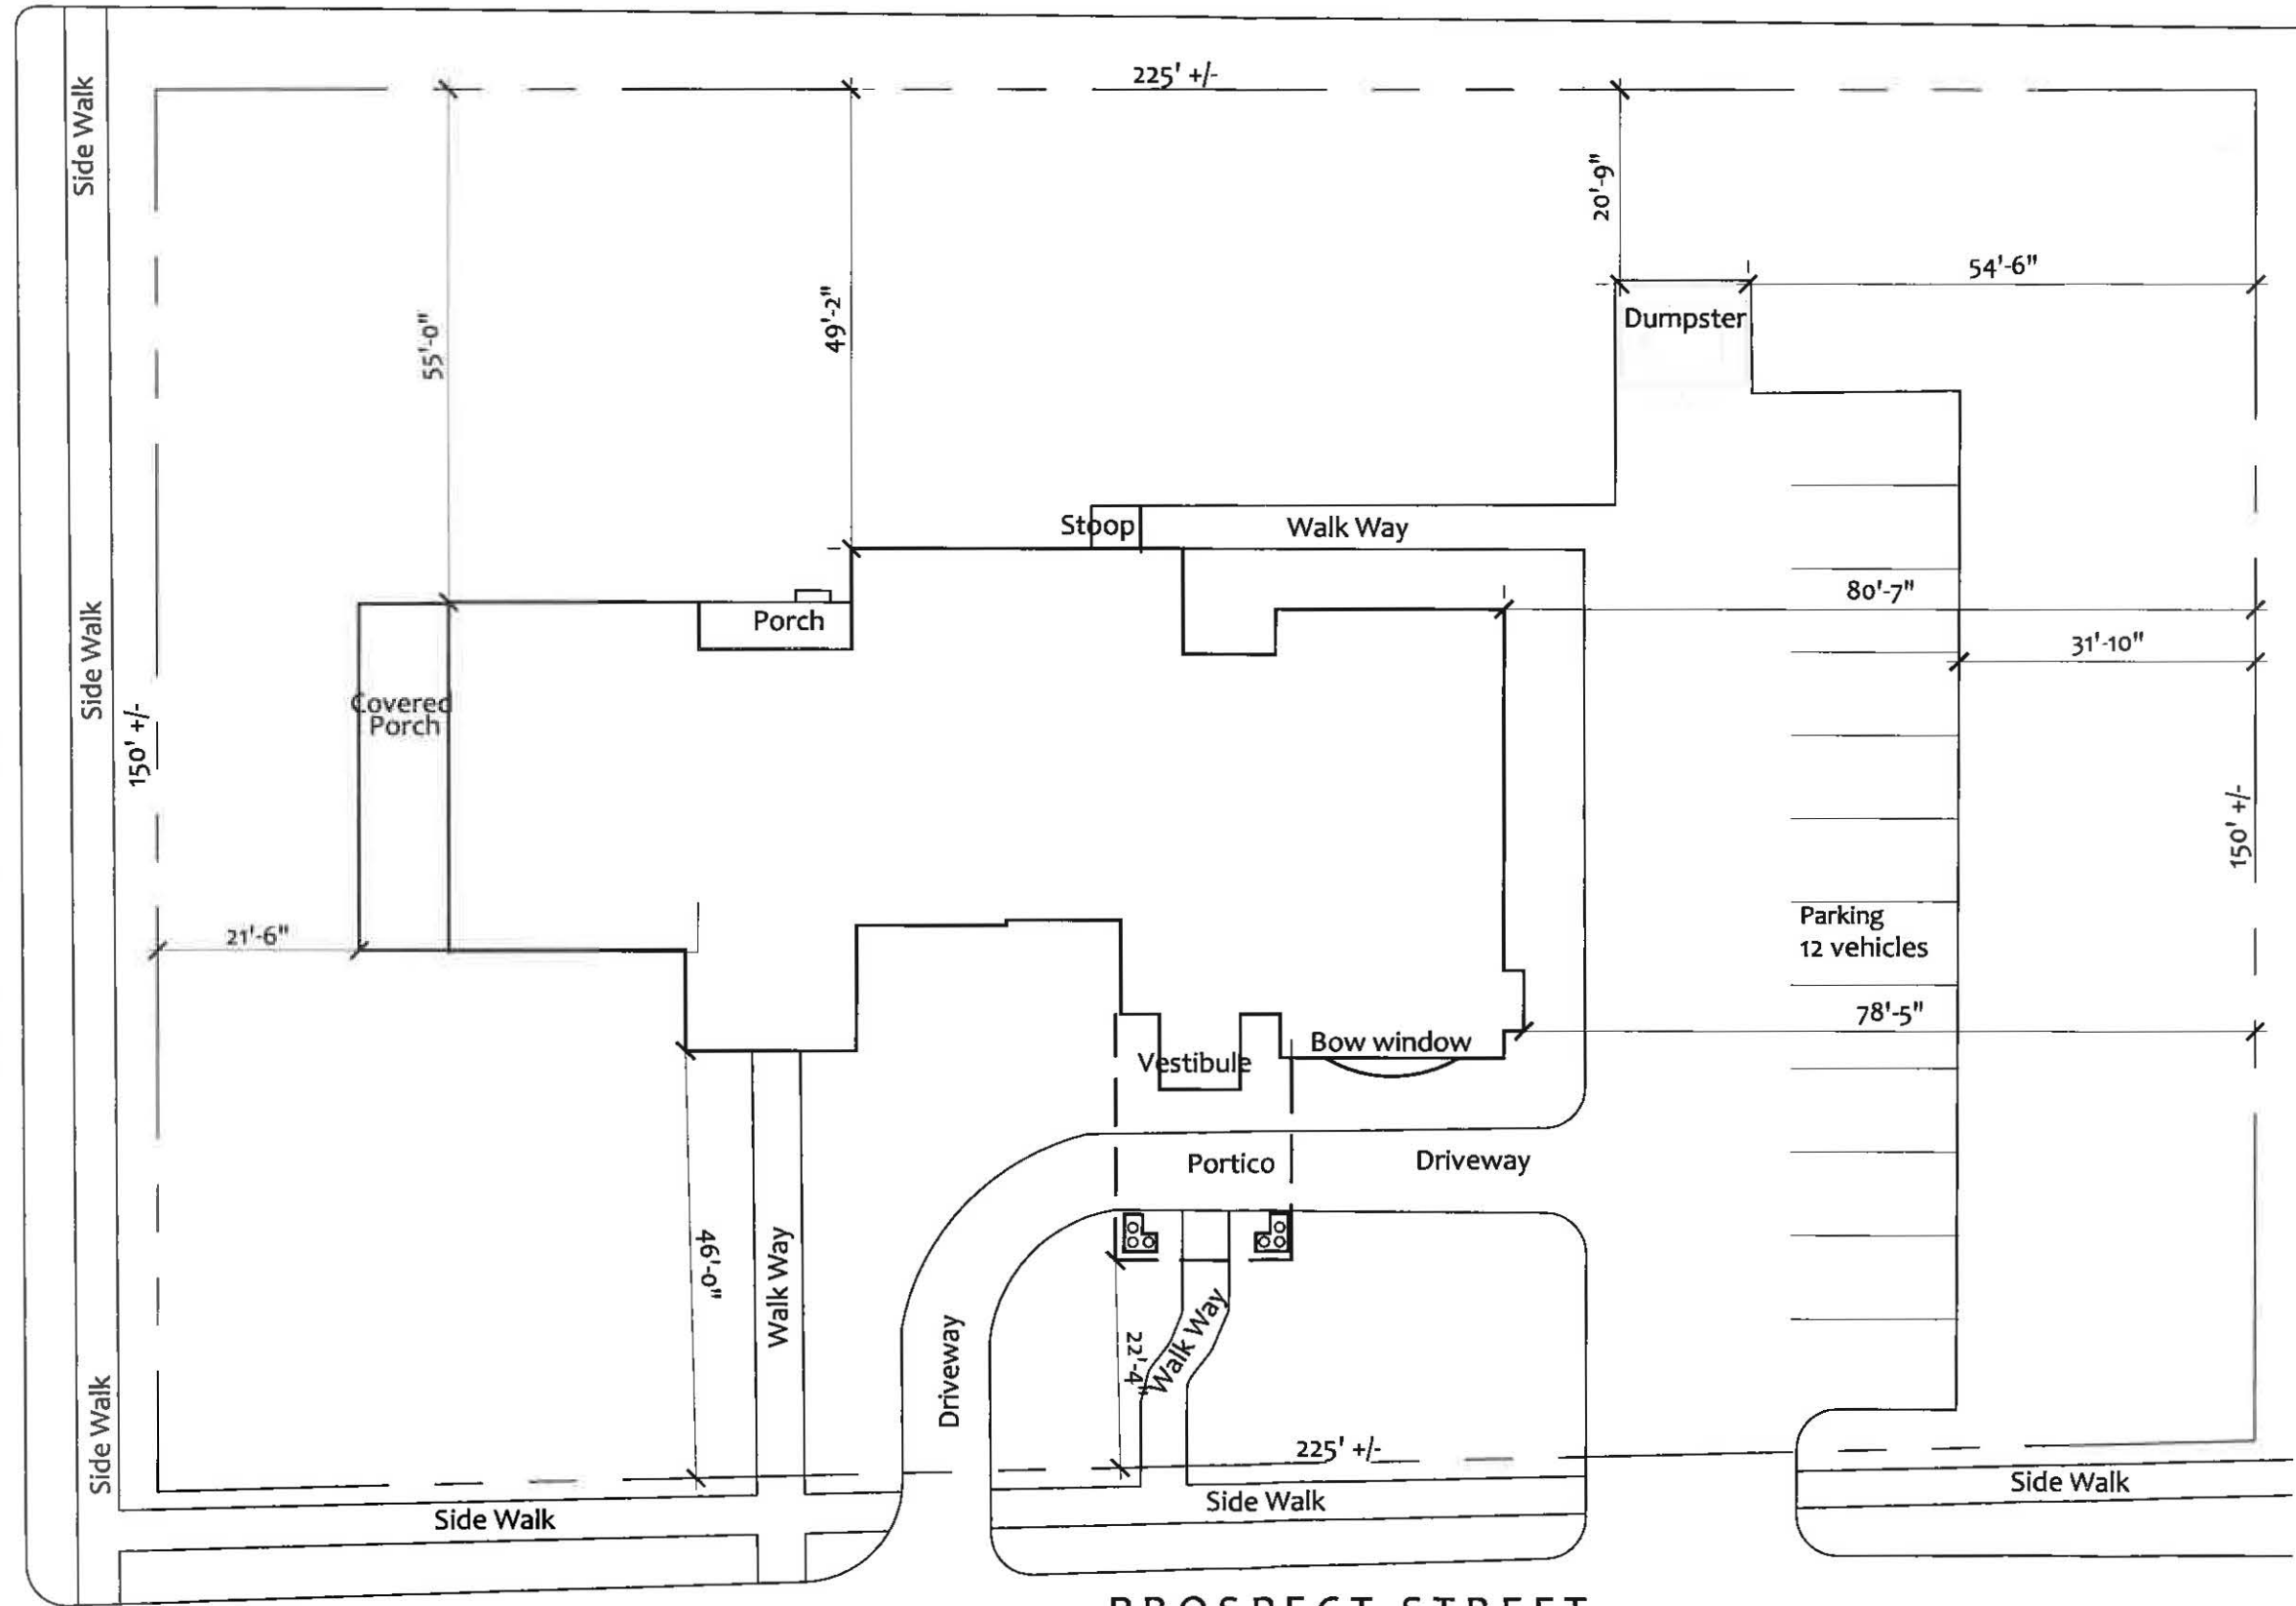 225' +/-
Side Walk
20'-9"
54'-6"
Dumpster
49'-2"
55'-0"
Stoop
Walk Way
80'-7"
Porch
31'-10"
Side Walk
Covered
Porch
150' +/-
150' +/-
Parking
12 vehicles
21'-6"
78'-5"
Bow window
Vestibule
Portico
Driveway
46'-0"
Walk Way
Driveway
22'-4"
Walk Way
Side Walk
225' +/-
Side Walk
Side Walk
Side Walk
PROSPECT STREET